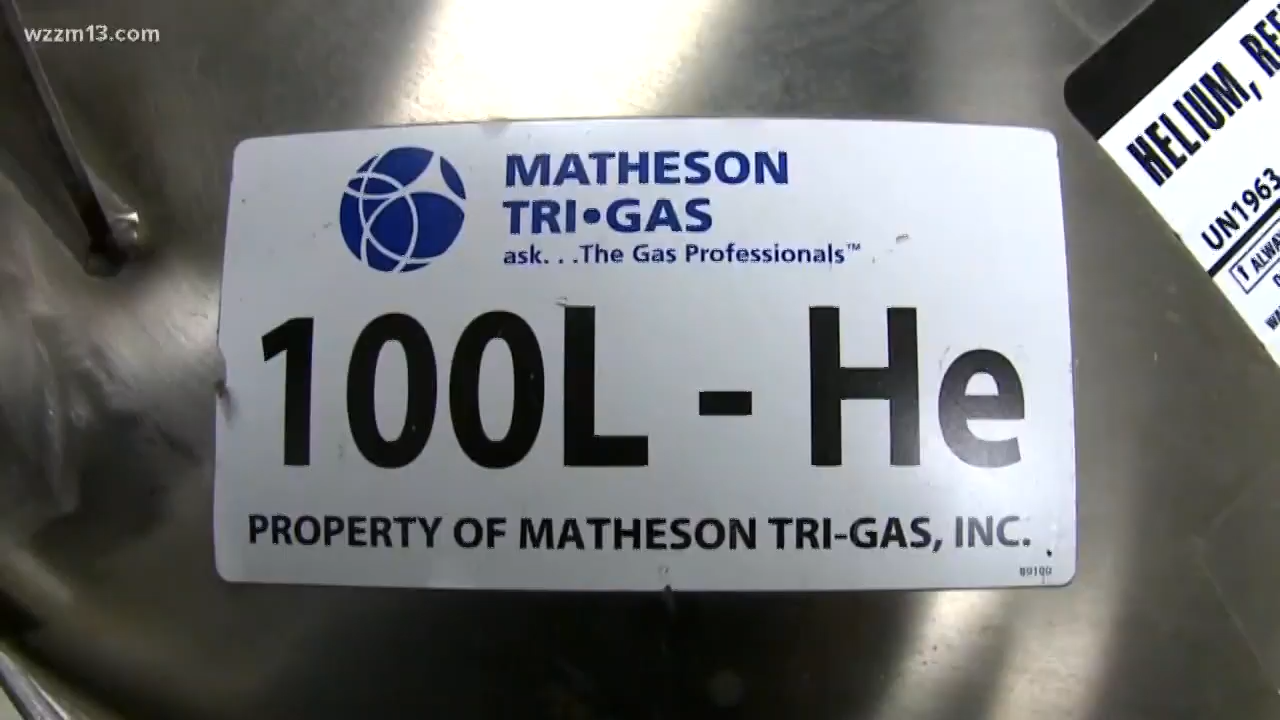 wzzm13.com
MATHESON
TRI•GAS
ask. . .The Gas Professionals™
100L - He
PROPERTY OF MATHESON TRI-GAS, INC.
HELIUM,
UN1963